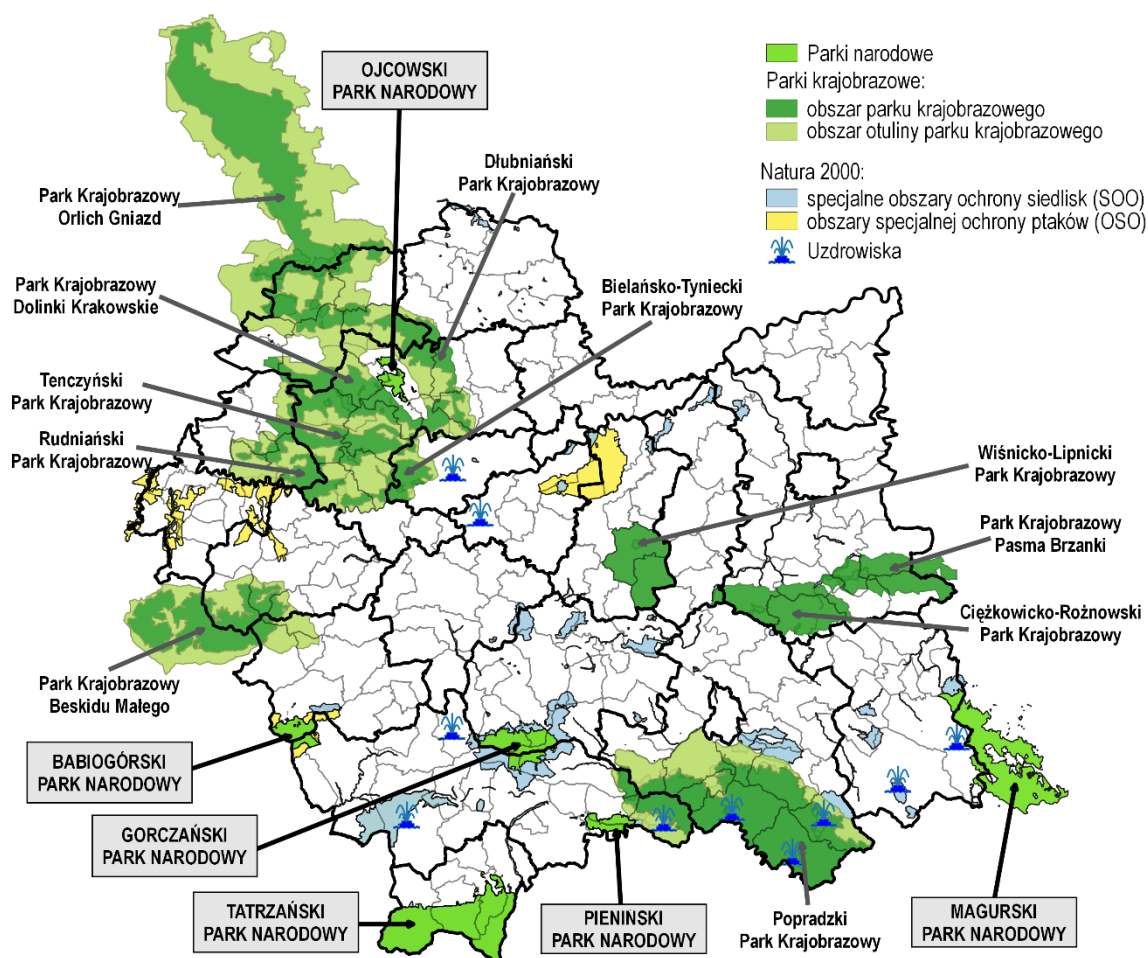 OJCOWSKI
PARK NARODOWY
Parki narodowe
Parki krajobrazowe:
obszar parku krajobrazowego
obszar otuliny parku krajobrazowego
Natura 2000:
specjalne obszary ochrony siedlisk (SOO)
obszary specjalnej ochrony ptaków (OSO)
Uzdrowiska
Dłubniański
Park Krajobrazowy
Park Krajobrazowy
Orlich Gniazd
Park Krajobrazowy
Dolinki Krakowskie
Bielańsko-Tyniecki
Park Krajobrazowy
Tenczyński
Park Krajobrazowy
Rudniański
Park Krajobrazowy
Wiśnicko-Lipnicki
Park Krajobrazowy
Park Krajobrazowy
Pasma Brzanki
Ciężkowicko-Rożnowski
Park Krajobrazowy
Park Krajobrazowy
Beskidu Małego
BABIOGÓRSKI
PARK NARODOWY
GORCZAŃSKI
PARK NARODOWY
TATRZAŃSKI
PARK NARODOWY
PIENINSKI
PARK NARODOWY
Popradzki
Park Krajobrazowy
MAGURSKI
PARK NARODOWY